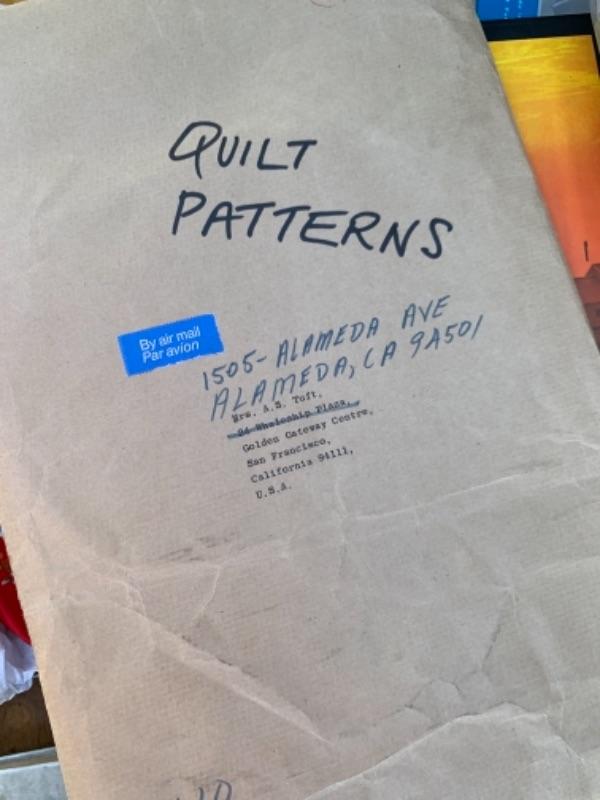 QUILT
PATTERNS
By air mail
Par avion
1505- ALAMEDA AVE
ALAMEDA, CA 9A501
Mrs. A.S. Toft,
24 Whaleship Plaza,
Golden Gateway Centre,
San Francisco,
California 94111,
U.S.A.